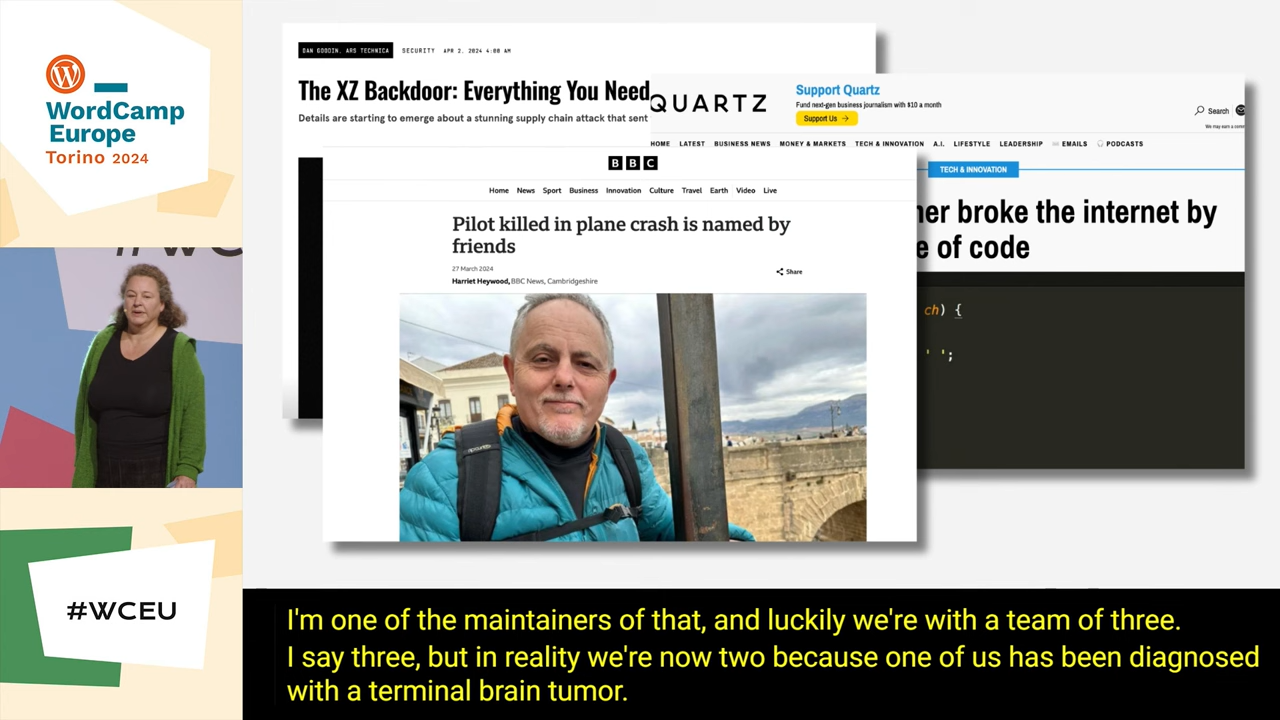 WordCamp
Europe
Torino 2024
#WC
#WCEU
DAN GOODIN, ARS TECHNICA SECURITY APR 2, 2024 4:00 AM
The XZ Backdoor: Everything You Need
Details are starting to emerge about a stunning supply chain attack that sent
QUARTZ
Support Quartz
Fund next-gen business journalism with $10 a month
Support Us →
Search
We may earn a comm
HOME LATEST BUSINESS NEWS MONEY & MARKETS TECH & INNOVATION A.I. LIFESTYLE LEADERSHIP EMAILS PODCASTS
TECH & INNOVATION
her broke the internet by
e of code
ch) {
' ';
BBC
Home News Sport Business Innovation Culture Travel Earth Video Live
Pilot killed in plane crash is named by
friends
27 March 2024
Share
Harriet Heywood, BBC News, Cambridgeshire
I'm one of the maintainers of that, and luckily we're with a team of three.
I say three, but in reality we're now two because one of us has been diagnosed
with a terminal brain tumor.